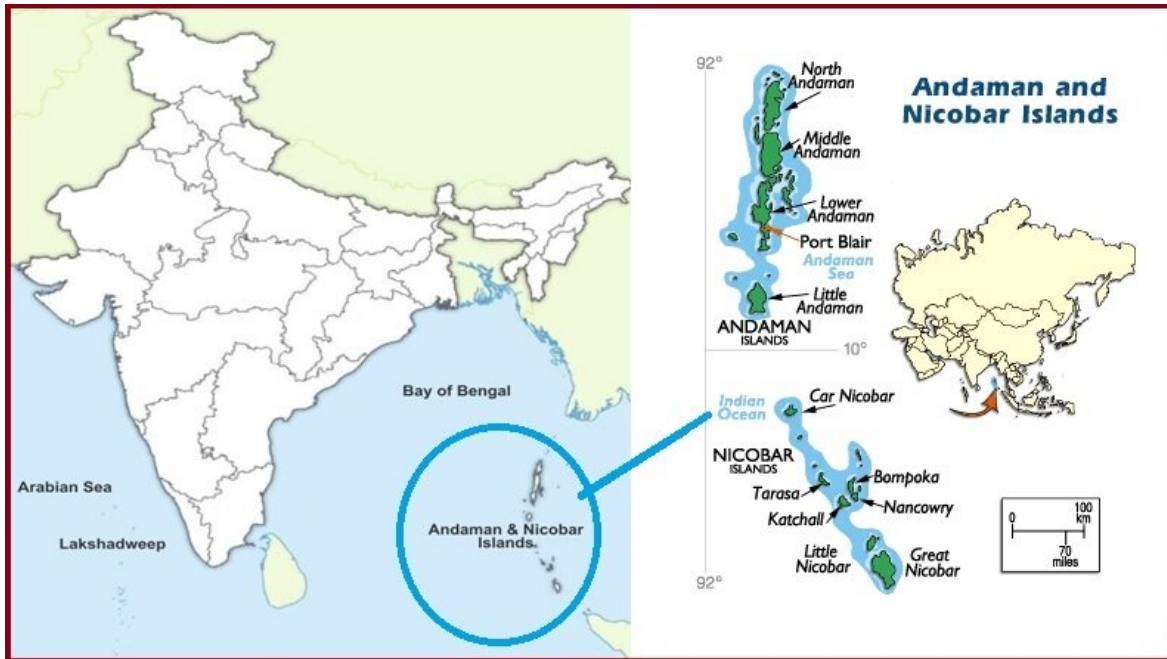 Bay of Bengal
Arabian Sea
Lakshadweep
Andaman & Nicobar
Islands
Andaman and
Nicobar Islands
92°
North
Andaman
Middle
Andaman
Lower
Andaman
Port Blair
Andaman
Sea
Little
Andaman
ANDAMAN
ISLANDS
10°
Indian
Ocean
Car Nicobar
NICOBAR
ISLANDS
Tarasa
Bompoka
Nancowry
Katchall
Little
Nicobar
Great
Nicobar
92°
0
100
km
70
miles